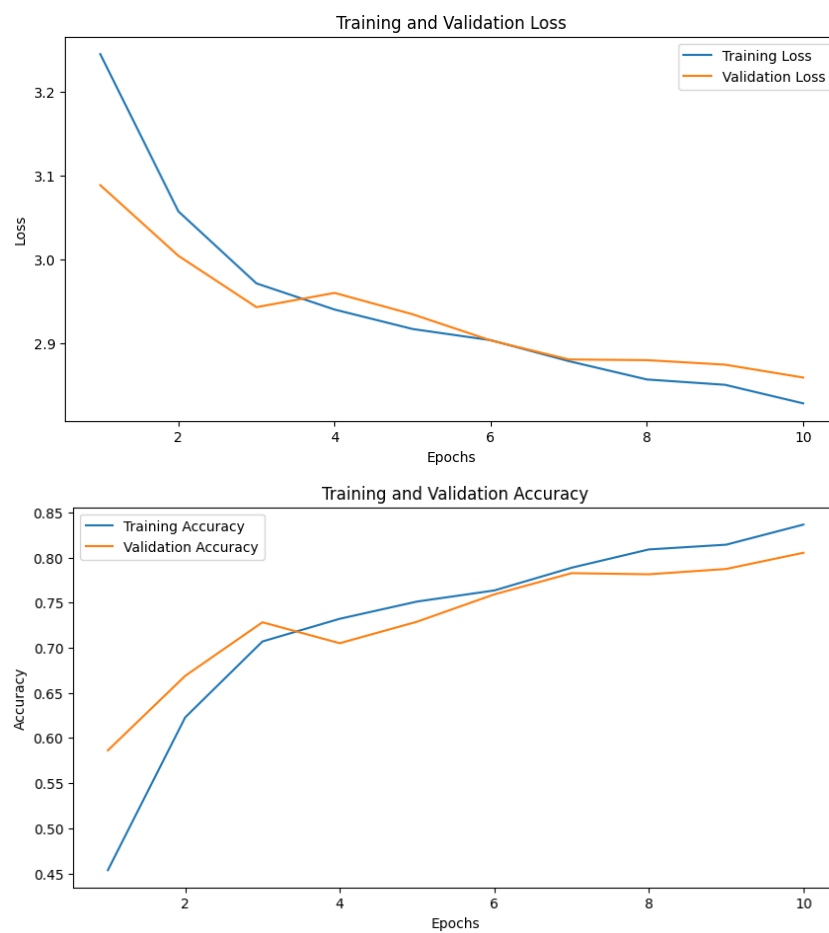 Training and Validation Loss
Training Loss
Validation Loss
3.2
3.1
3.0
2.9
Loss
2 4 6 8 10
Epochs
Training and Validation Accuracy
Training Accuracy
Validation Accuracy
0.85
0.80
0.75
0.70
0.65
0.60
0.55
0.50
0.45
Accuracy
2 4 6 8 10
Epochs